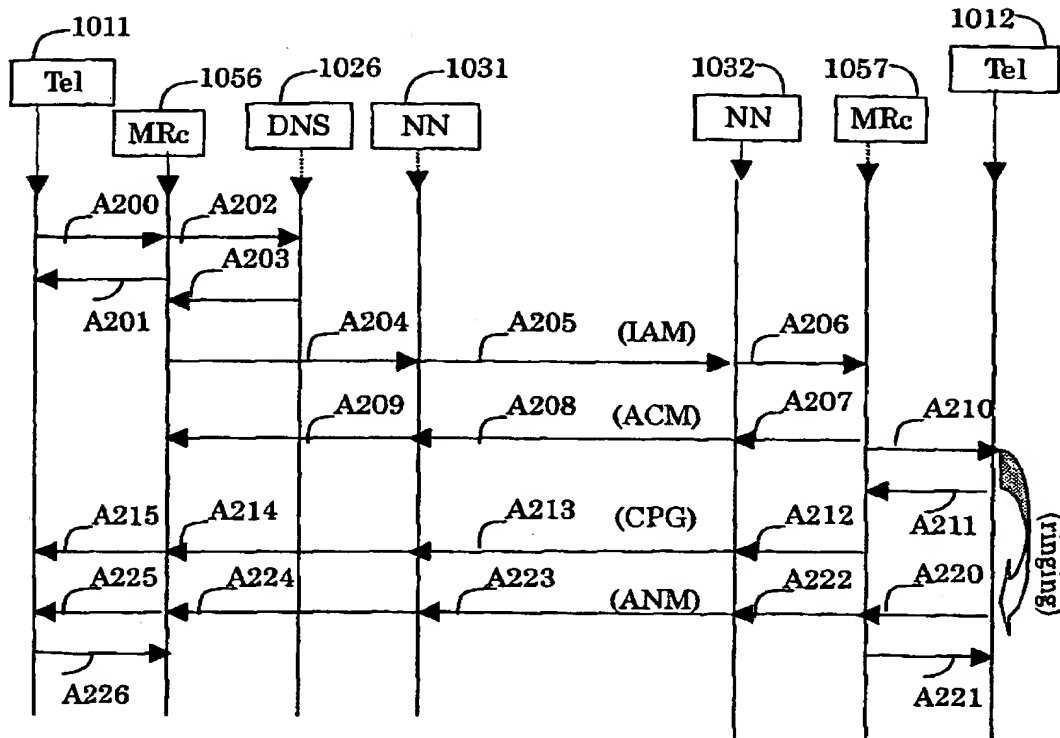 1011
1056
1026
1031
1032
1057
1012
Tel
MRc
DNS
NN
NN
MRc
Tel
A200
A202
A203
A201
A204
A205
(IAM)
A206
A209
A208
(ACM)
A207
A210
A215
A214
A213
(CPG)
A212
A211
(ringing)
A225
A224
A223
(ANM)
A222
A220
A226
A221